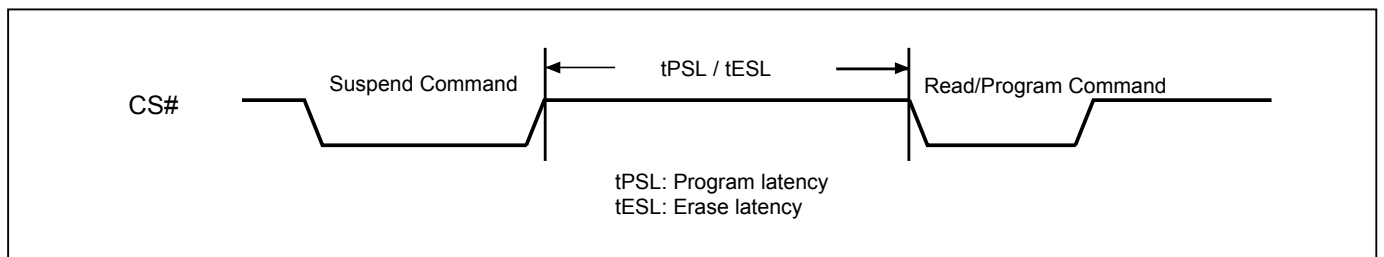 tPSL / tESL
Suspend Command
Read/Program Command
CS#
tPSL: Program latency
tESL: Erase latency